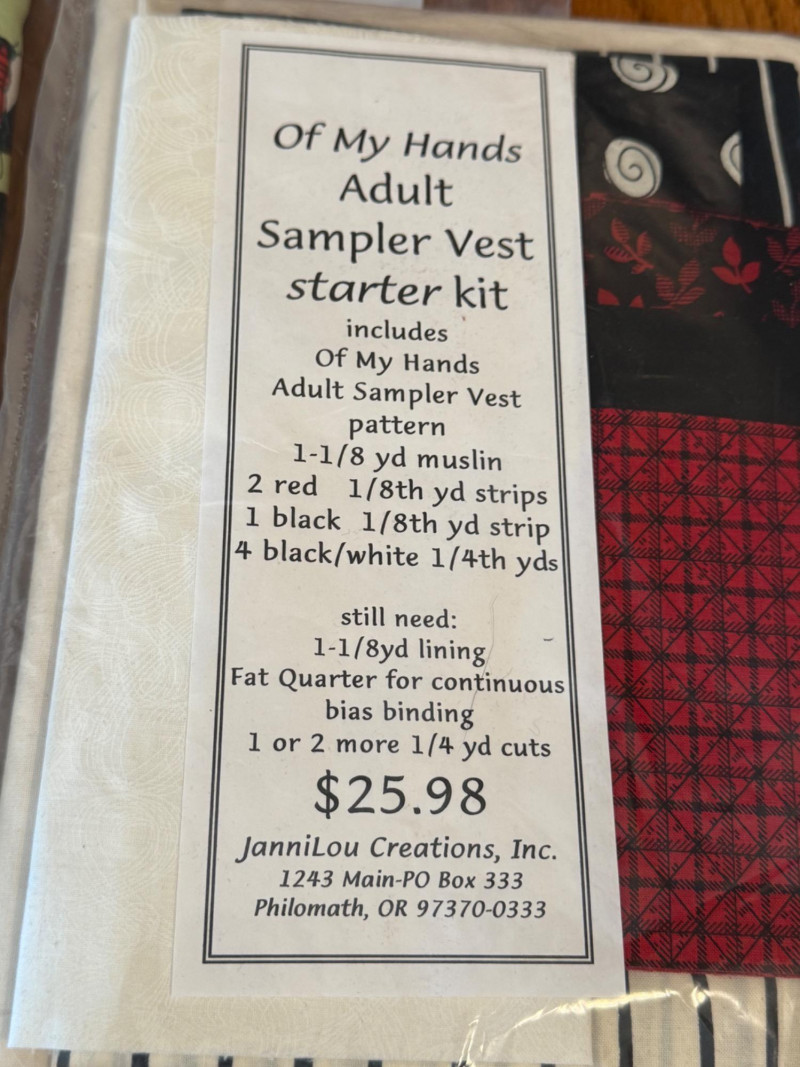 Of My Hands
Adult
Sampler Vest
starter kit
includes
Of My Hands
Adult Sampler Vest
pattern
1-1/8 yd muslin
2 red 1/8th yd strips
1 black 1/8th yd strip
4 black/white 1/4th yds
still need:
1-1/8yd lining
Fat Quarter for continuous
bias binding
1 or 2 more 1/4 yd cuts
$25.98
JanniLou Creations, Inc.
1243 Main-PO Box 333
Philomath, OR 97370-0333